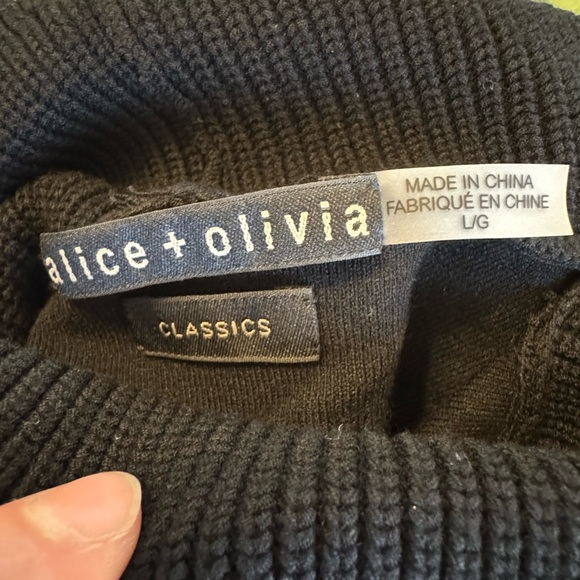 alice + olivia
MADE IN CHINA
FABRIQUÉ EN CHINE
L/G
CLASSICS